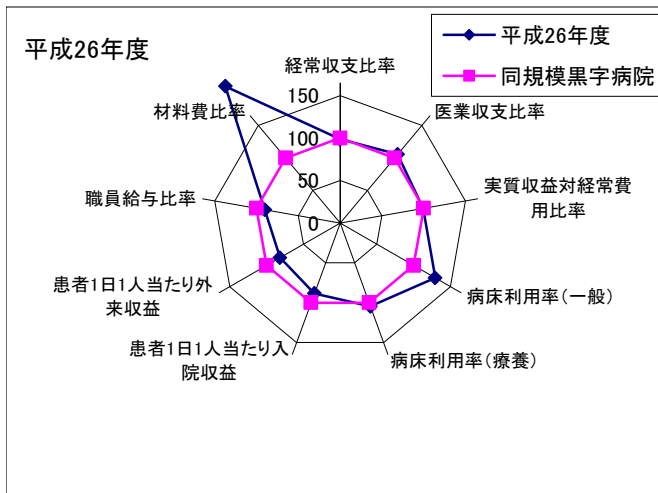 平成26年度
平成26年度
同規模黒字病院
経常収支比率
医業収支比率
実質収益対経常費
用比率
病床利用率(一般)
病床利用率(療養)
患者1日1人当たり入
院収益
患者1日1人当たり外
来収益
職員給与比率
材料費比率
150
100
50
0